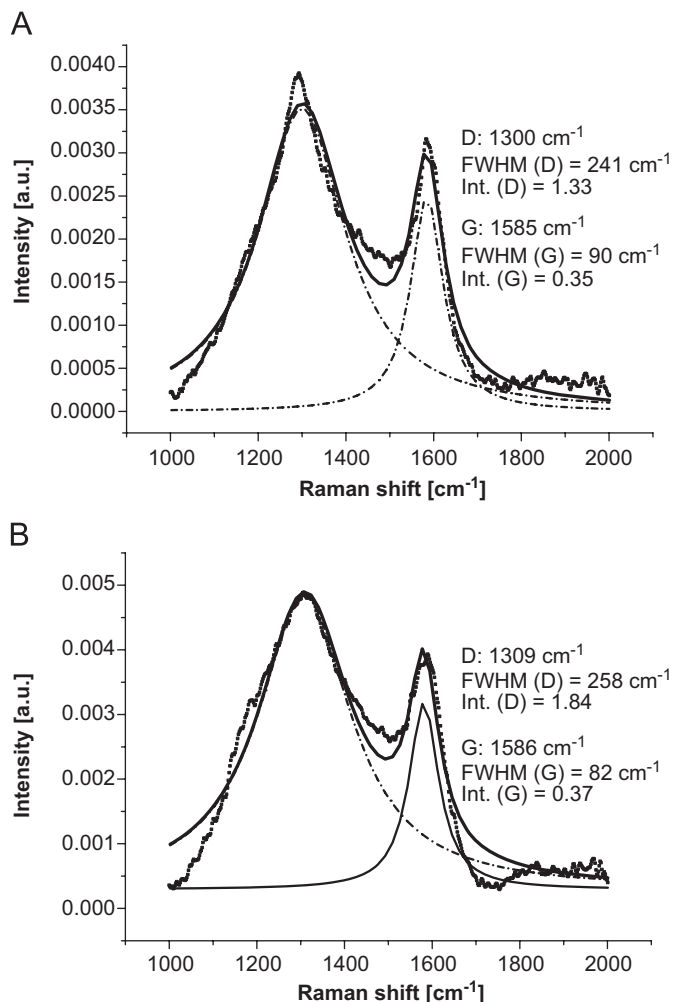 A
0.0040
0.0035
0.0030
0.0025
0.0020
0.0015
0.0010
0.0005
0.0000
Intensity [a.u.]
D: 1300 cm⁻¹
FWHM (D) = 241 cm⁻¹
Int. (D) = 1.33
G: 1585 cm⁻¹
FWHM (G) = 90 cm⁻¹
Int. (G) = 0.35
1000 1200 1400 1600 1800 2000
Raman shift [cm⁻¹]
B
0.005
0.004
0.003
0.002
0.001
0.000
Intensity [a.u.]
D: 1309 cm⁻¹
FWHM (D) = 258 cm⁻¹
Int. (D) = 1.84
G: 1586 cm⁻¹
FWHM (G) = 82 cm⁻¹
Int. (G) = 0.37
1000 1200 1400 1600 1800 2000
Raman shift [cm⁻¹]